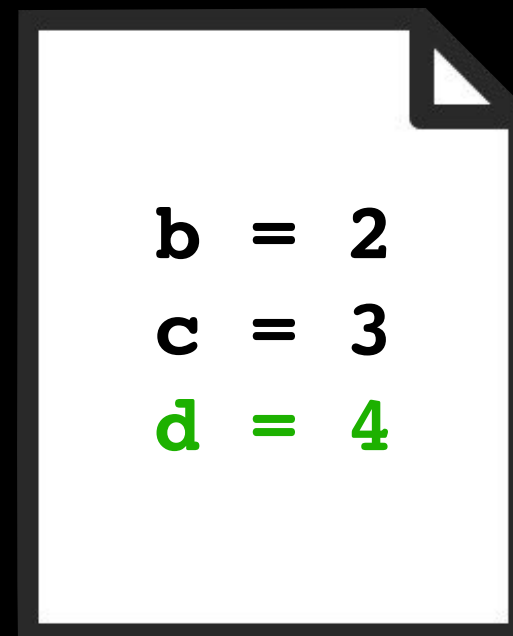 b = 2
c = 3
d = 4